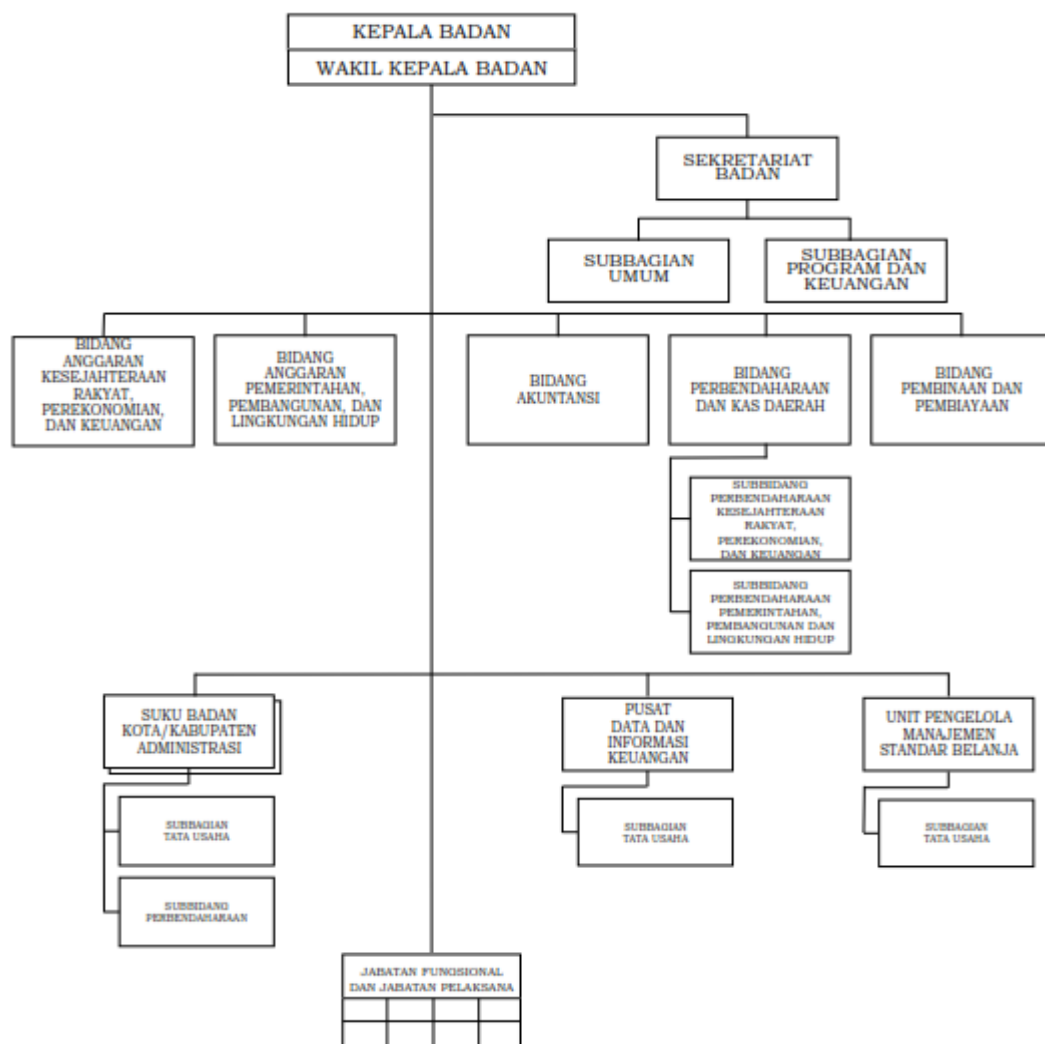 KEPALA BADAN
WAKIL KEPALA BADAN
SEKRETARIAT
BADAN
SUBBAGIAN
UMUM
SUBBAGIAN
PROGRAM DAN
KEUANGAN
BIDANG
ANGGARAN
KESEJAHTERAAN
RAKYAT,
PEREKONOMIAN,
DAN KEUANGAN
BIDANG
ANGGARAN
PEMERINTAHAN,
PEMBANGUNAN, DAN
LINGKUNGAN HIDUP
BIDANG
AKUNTANSI
BIDANG
PERBENDAHARAAN
DAN KAS DAERAH
BIDANG
PEMBINAAN DAN
PEMBIAYAAN
SUBBIDANG
PERBENDAHARAAN
KESEJAHTERAAN
RAKYAT,
PEREKONOMIAN,
DAN KEUANGAN
SUBBIDANG
PERBENDAHARAAN
PEMERINTAHAN,
PEMBANGUNAN DAN
LINGKUNGAN HIDUP
SUKU BADAN
KOTA/KABUPATEN
ADMINISTRASI
SUBBAGIAN
TATA USAHA
SUBBIDANG
PERBENDAHARAAN
PUSAT
DATA DAN
INFORMASI
KEUANGAN
SUBBAGIAN
TATA USAHA
UNIT PENGELOLA
MANAJEMEN
STANDAR BELANJA
SUBBAGIAN
TATA USAHA
JABATAN FUNGSIONAL
DAN JABATAN PELAKSANA